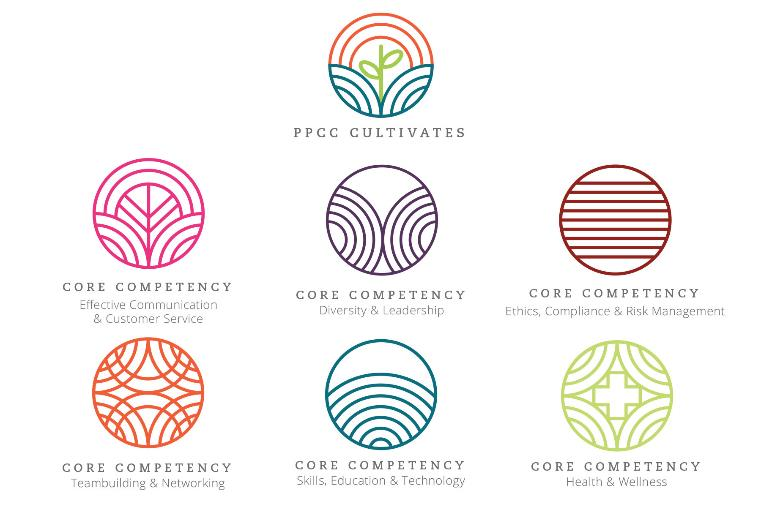 PPCC CULTIVATES
CORE COMPETENCY
Effective Communication
& Customer Service
CORE COMPETENCY
Diversity & Leadership
CORE COMPETENCY
Ethics, Compliance & Risk Management
CORE COMPETENCY
Teambuilding & Networking
CORE COMPETENCY
Skills, Education & Technology
CORE COMPETENCY
Health & Wellness